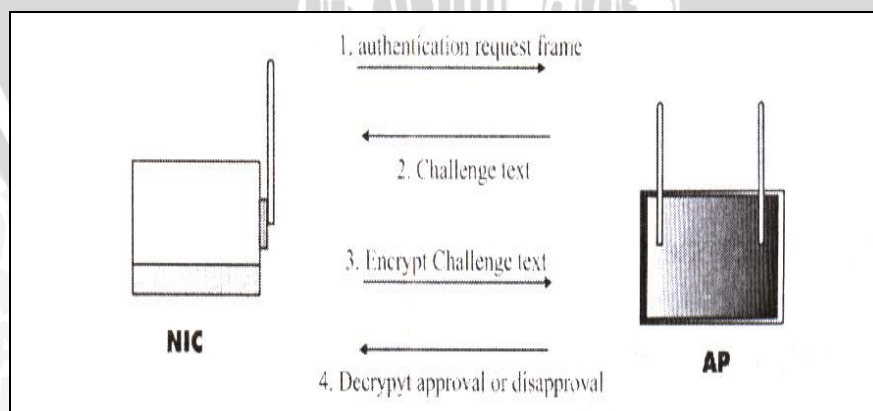 1. authentication request frame
2. Challenge text
3. Encrypt Challenge text
NIC
AP
4. Decrypyt approval or disapproval